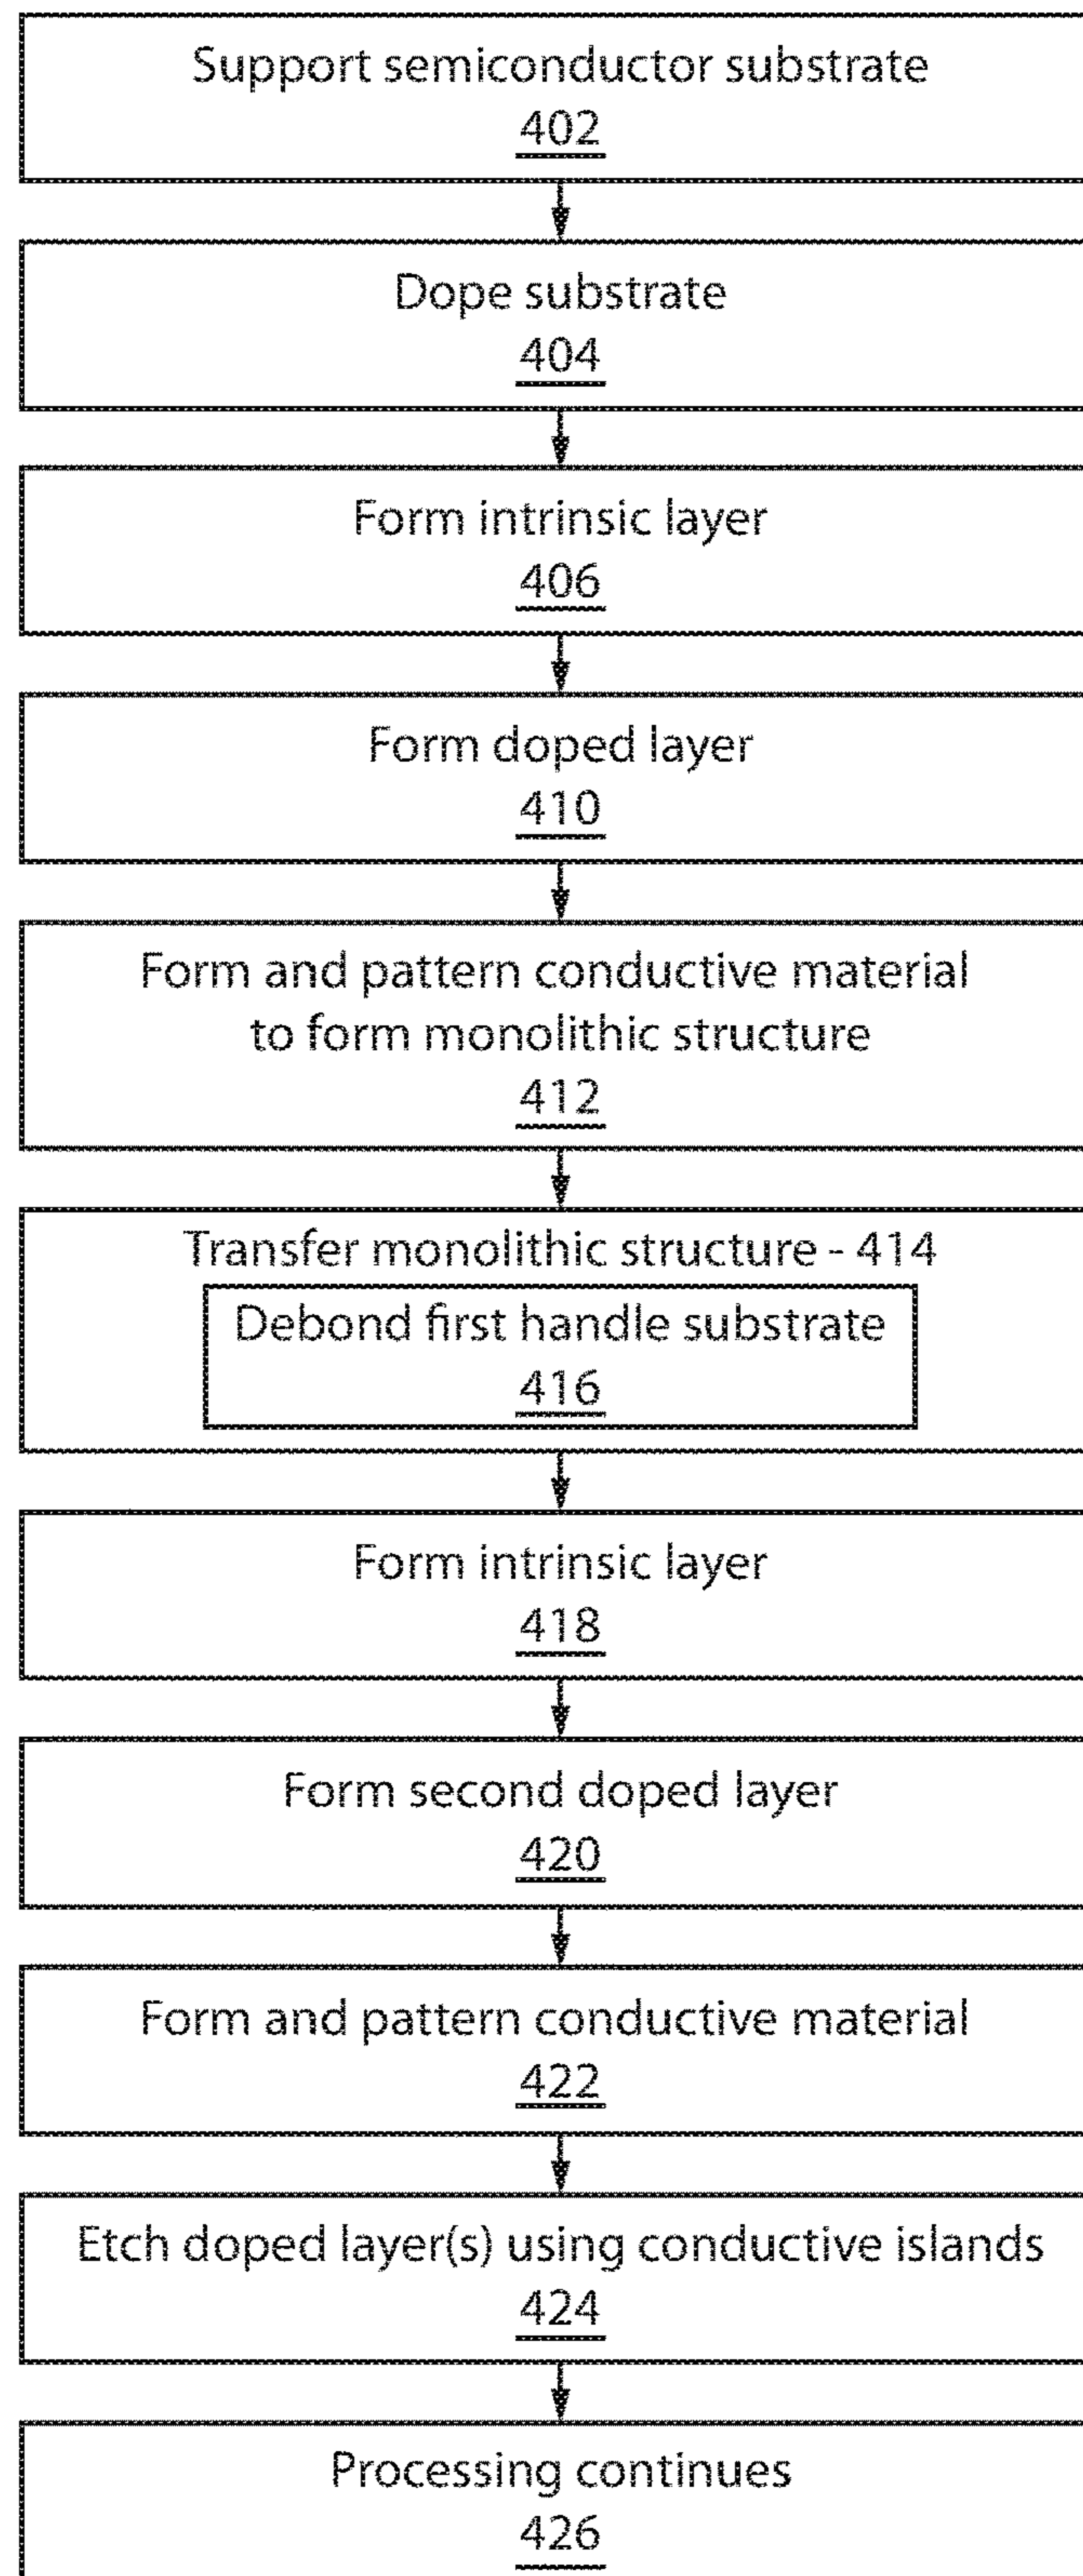 Support semiconductor substrate
402
Dope substrate
404
Form intrinsic layer
406
Form doped layer
410
Form and pattern conductive material
to form monolithic structure
412
Transfer monolithic structure - 414
Debond first handle substrate
416
Form intrinsic layer
418
Form second doped layer
420
Form and pattern conductive material
422
Etch doped layer(s) using conductive islands
424
Processing continues
426